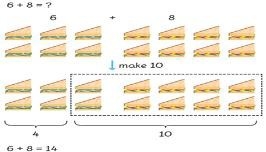 6 + 8 = ?
6 + 8
make 10
4 10
6 + 8 = 14